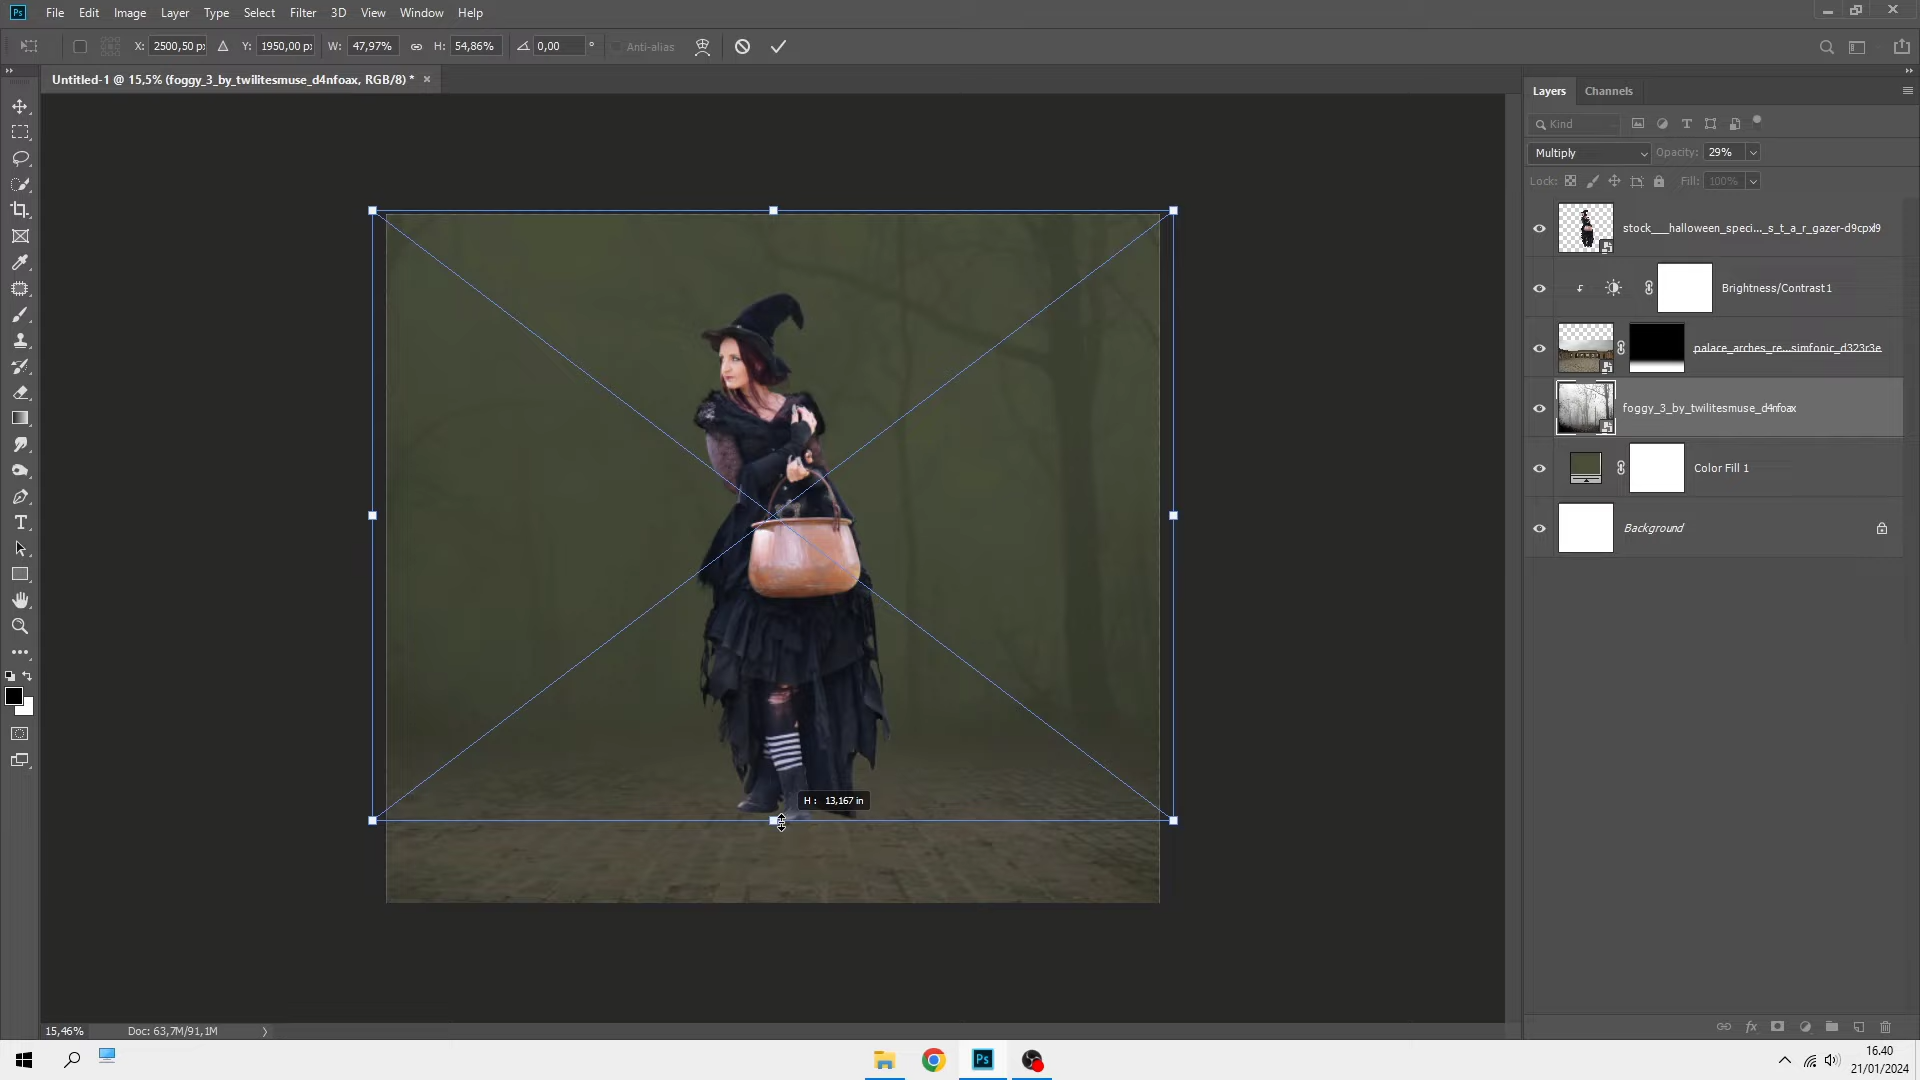 Ps File Edit Image Layer Type Select Filter 3D View Window Help
X: 2500,50 p Y: 1950,00 p W: 47,97% H: 54,86% 0,00 ° Anti-alias
Untitled-1 @ 15,5% (foggy_3_by_twilitesmuse_d4nfoax, RGB/8) * ×
Layers Channels
Kind
Multiply Opacity: 29%
Lock: Fill: 100%
stock___halloween_speci..._s_t_a_r_gazer-d9cpxl9
Brightness/Contrast 1
palace_arches_re...simfonic_d323r3e
foggy_3_by_twilitesmuse_d4nfoax
Color Fill 1
Background
H : 13,167 in
15,46% Doc: 63,7M/91,1M
fx
Ps
16.40
21/01/2024